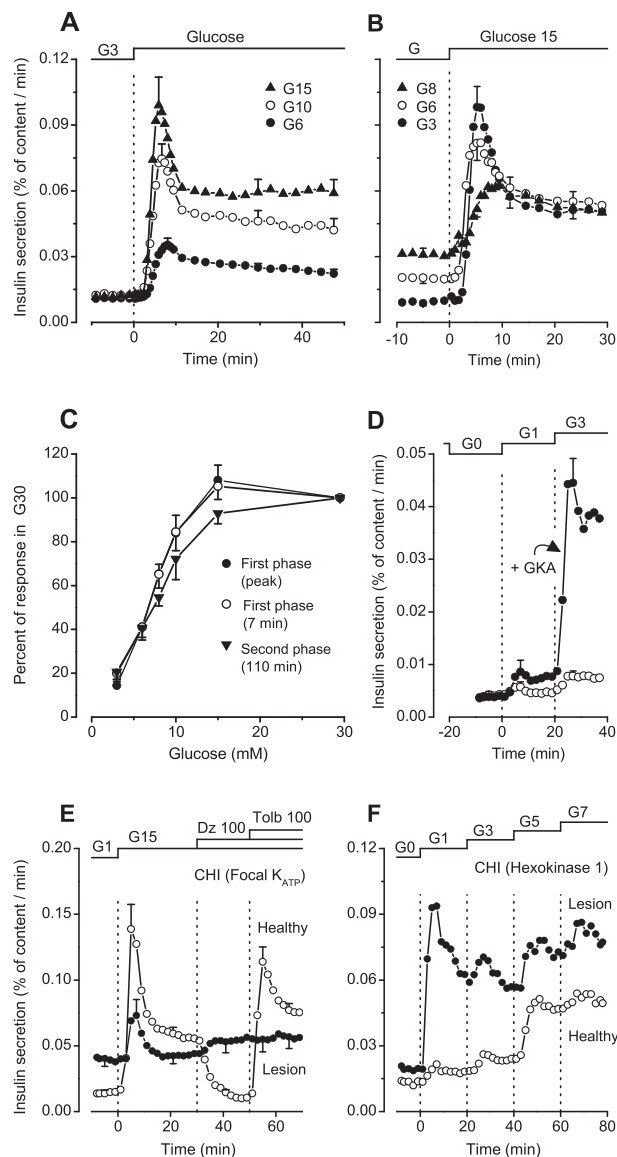 A
G3
Glucose
G15
G10
G6
0.12
0.09
0.06
0.03
0.00
Insulin secretion (% of content / min)
0
20
40
Time (min)
B
G
Glucose 15
G8
G6
G3
-10
0
10
20
30
Time (min)
C
120
100
80
60
40
20
0
Percent of response in G30
First phase
(peak)
First phase
(7 min)
Second phase
(110 min)
0
10
20
30
Glucose (mM)
D
G0
G1
G3
0.05
0.04
0.03
0.02
0.01
0.00
Insulin secretion (% of content / min)
+ GKA
-20
0
20
40
Time (min)
E
G1
G15
Dz 100
Tolb 100
CHI (Focal KATP)
Healthy
Lesion
0.20
0.15
0.10
0.05
0.00
Insulin secretion (% of content / min)
0
20
40
60
Time (min)
F
G0
G1
G3
G5
G7
CHI (Hexokinase 1)
Lesion
Healthy
0.12
0.09
0.06
0.03
0.00
0
20
40
60
80
Time (min)